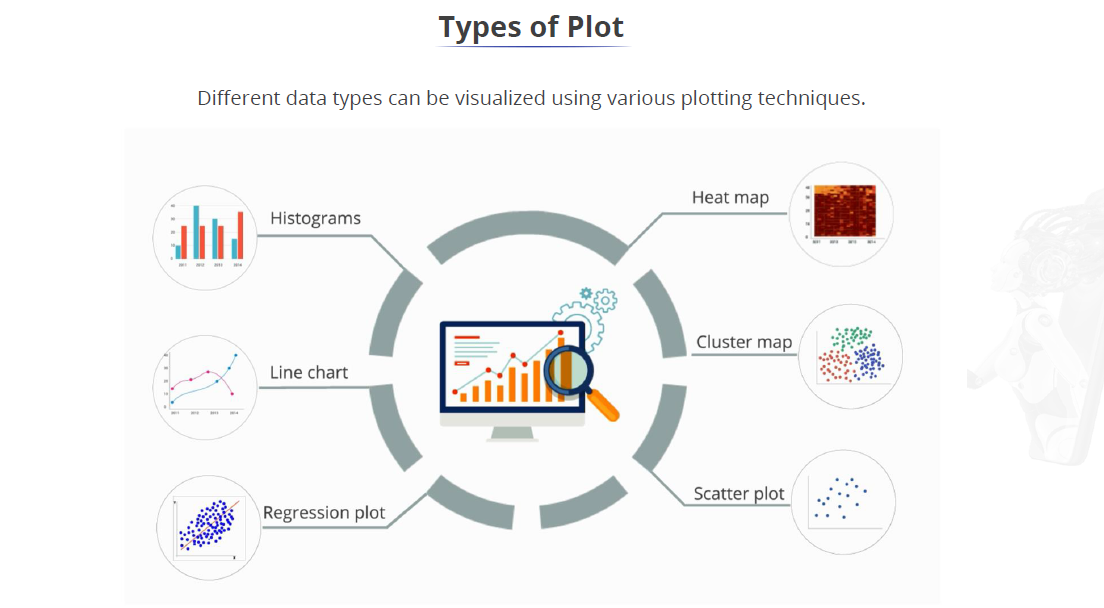 Types of Plot
Different data types can be visualized using various plotting techniques.
Histograms
Heat map
Line chart
Cluster map
Regression plot
Scatter plot